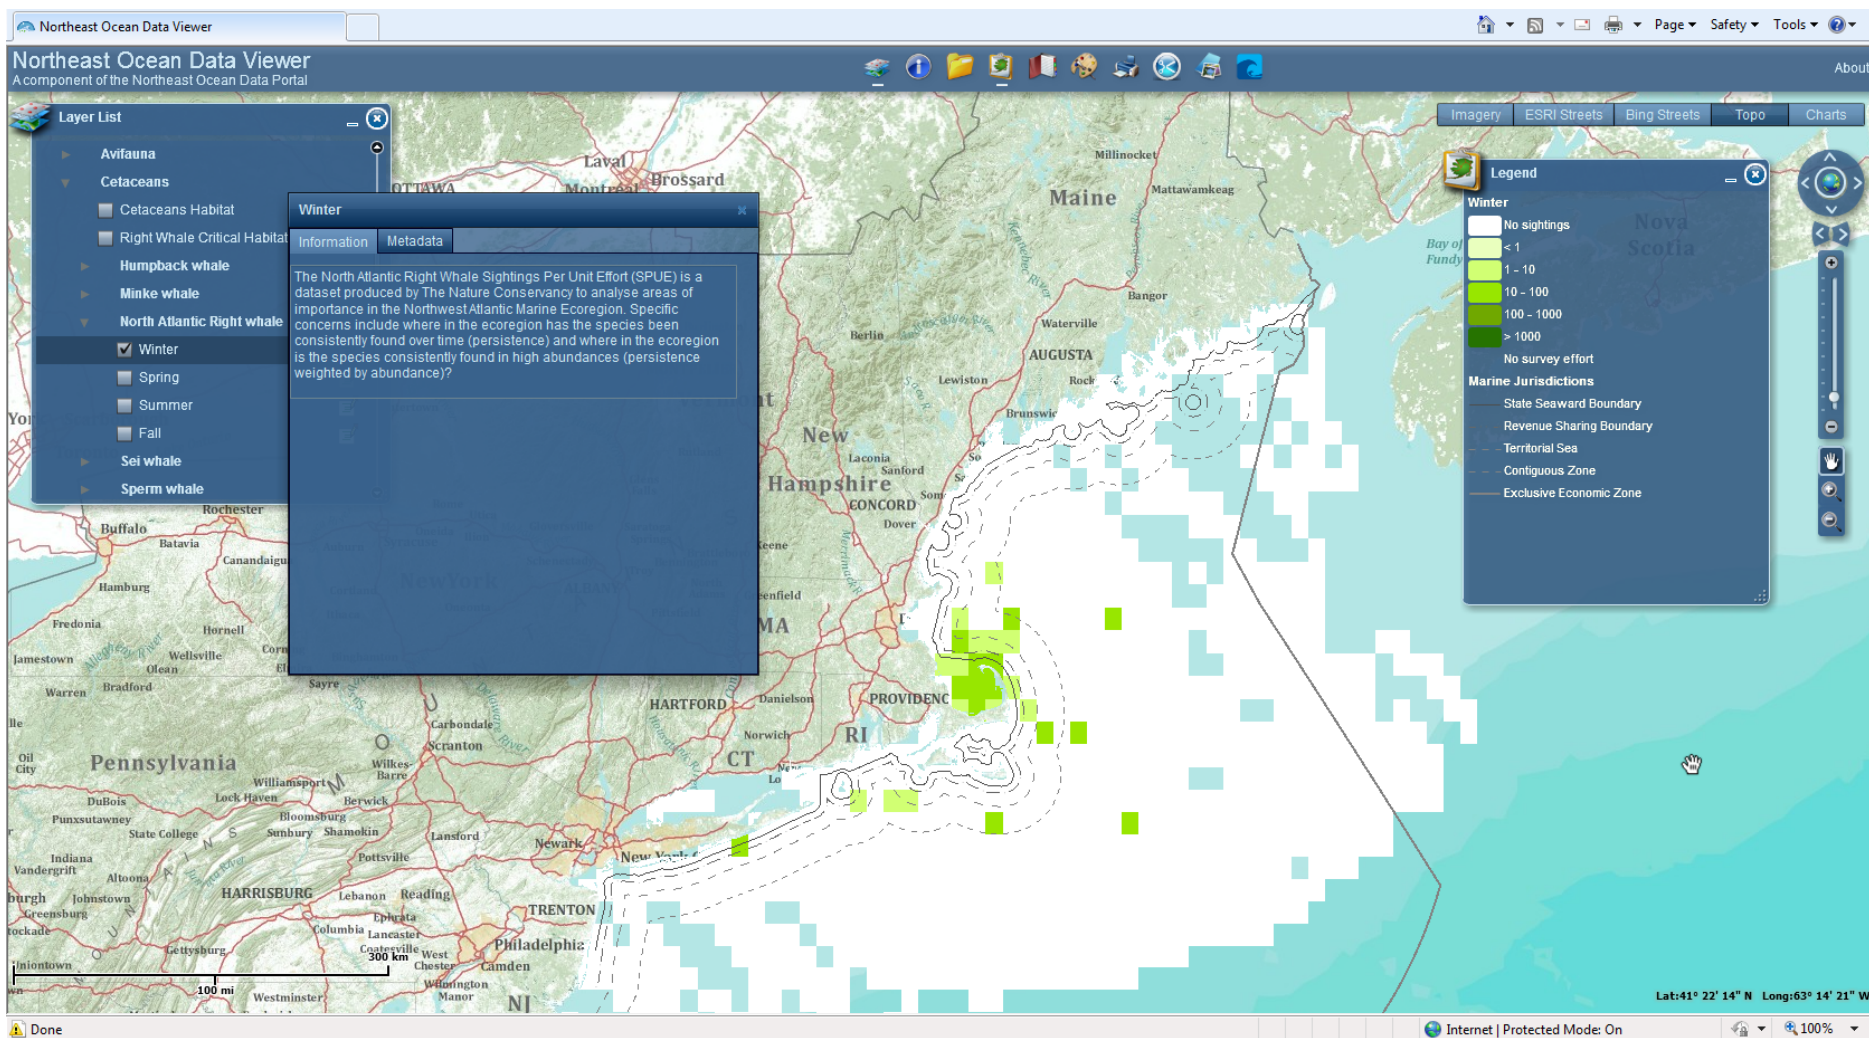 Northeast Ocean Data Viewer
Page
Safety
Tools
Northeast Ocean Data Viewer
A component of the Northeast Ocean Data Portal
About
Imagery
ESRI Streets
Bing Streets
Topo
Charts
Layer List
Avifauna
Cetaceans
Cetaceans Habitat
Right Whale Critical Habitat
Humpback whale
Minke whale
North Atlantic Right whale
Winter
Spring
Summer
Fall
Sei whale
Sperm whale
Winter
Information
Metadata
The North Atlantic Right Whale Sightings Per Unit Effort (SPUE) is a
dataset produced by The Nature Conservancy to analyse areas of
importance in the Northwest Atlantic Marine Ecoregion. Specific
concerns include where in the ecoregion has the species been
consistently found over time (persistence) and where in the ecoregion
is the species consistently found in high abundances (persistence
weighted by abundance)?
Legend
Winter
No sightings
< 1
1 - 10
10 - 100
100 - 1000
> 1000
No survey effort
Marine Jurisdictions
State Seaward Boundary
Revenue Sharing Boundary
Territorial Sea
Contiguous Zone
Exclusive Economic Zone
Nova
Scotia
Bay of
Fundy
Laval
Montreal
Brossard
OTTAWA
Millinocket
Maine
Mattawamkeag
Bangor
Berlin
Waterville
AUGUSTA
Lewiston
Rock
Brunswic
New
Hampshire
Laconia
Sanford
CONCORD
Dover
Keene
MA
Rochester
Buffalo
Batavia
Canandaigu
Hamburg
New York
Fredonia
Hornell
Jamestown
Allegheny River
Wellsville
Corn
Olean
Warren
Bradford
Sayre
HARTFORD
Danielson
PROVIDENC
Norwich
RI
CT
Carbondale
Scranton
Oil
City
Pennsylvania
Wilkes-
Barre
Williamsport
DuBois
Lock Haven
Berwick
Punxsutawney
Bloomsburg
State College
Sunbury
Shamokin
Lansford
Newark
Indiana
Vandergrift
Pottsville
Altoona
HARRISBURG
Lebanon
Reading
TRENTON
burgh
Johnstown
Greensburg
Ephrata
Columbia
Lancaster
Coatesville
West
Chester
Philadelphia
Camden
Gettysburg
Uniontown
Wilmington
Manor
Westminster
NJ
300 km
100 mi
Lat:41° 22' 14" N Long:63° 14' 21" W
Done
Internet | Protected Mode: On
100%